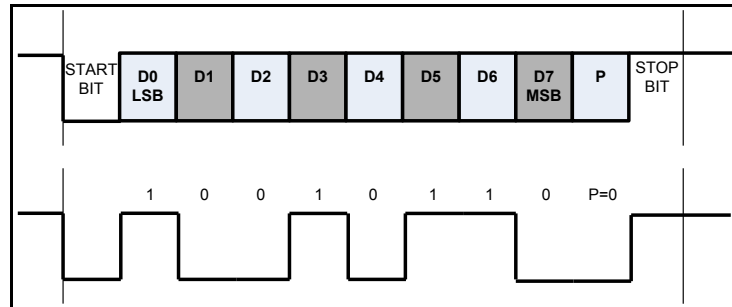 START BIT D0 LSB D1 D2 D3 D4 D5 D6 D7 MSB P STOP BIT
1 0 0 1 0 1 1 0 P=0